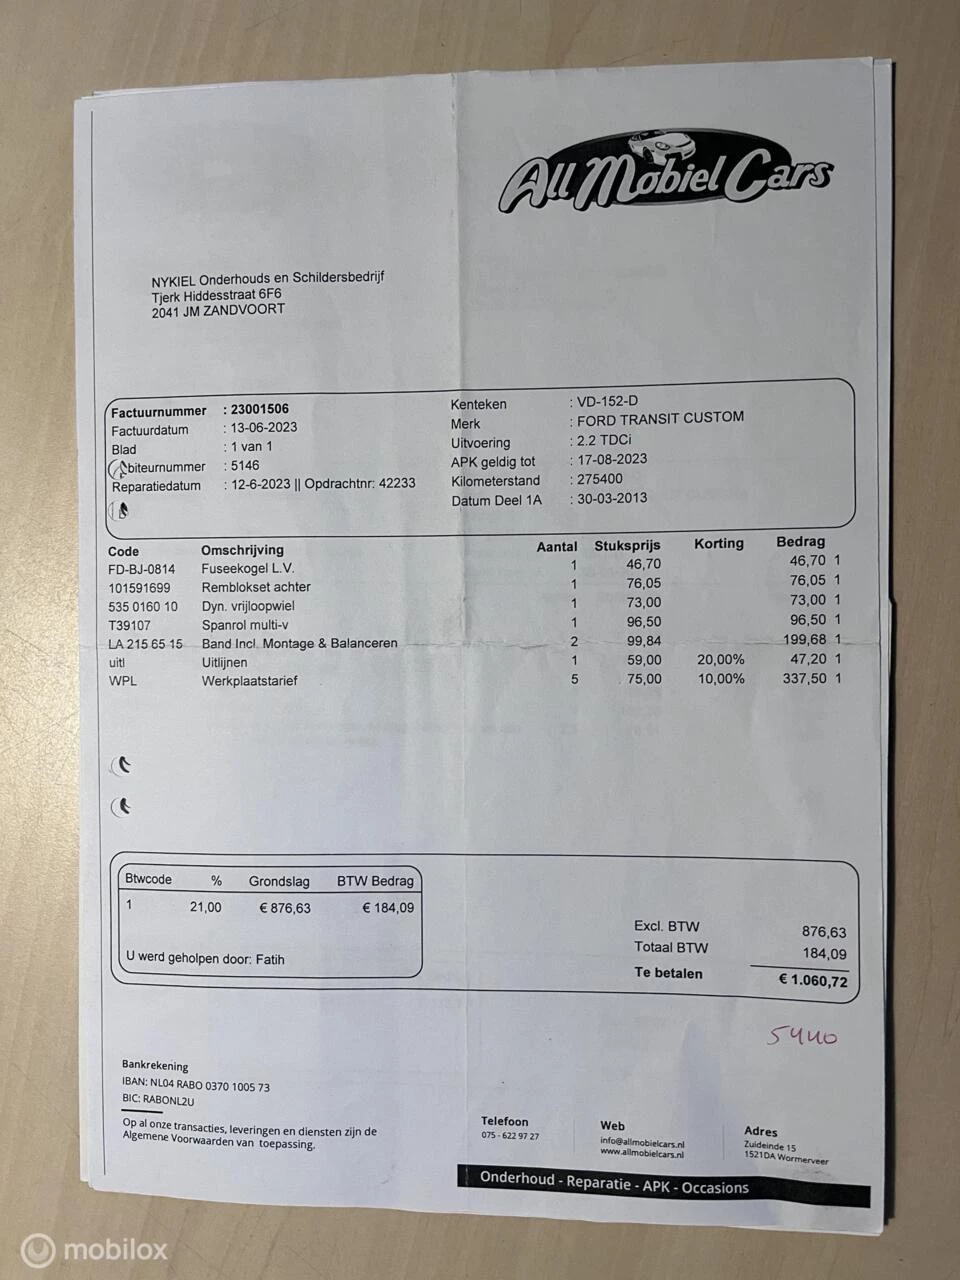 All Mobiel Cars
NYKIEL Onderhouds en Schildersbedrijf
Tjerk Hiddesstraat 6F6
2041 JM ZANDVOORT
Factuurnummer : 23001506
Factuurdatum : 13-06-2023
Blad : 1 van 1
biteurnummer : 5146
Reparatiedatum : 12-6-2023 || Opdrachtnr: 42233
Kenteken : VD-152-D
Merk : FORD TRANSIT CUSTOM
Uitvoering : 2.2 TDCi
APK geldig tot : 17-08-2023
Kilometerstand : 275400
Datum Deel 1A : 30-03-2013
Code Omschrijving Aantal Stuksprijs Korting Bedrag
FD-BJ-0814 Fuseekogel L.V. 1 46,70 46,70 1
101591699 Remblokset achter 1 76,05 76,05 1
535 0160 10 Dyn. vrijloopwiel 1 73,00 73,00 1
T39107 Spanrol multi-v 1 96,50 96,50 1
LA 215 65 15 Band Incl. Montage & Balanceren 2 99,84 199,68 1
uitl Uitlijnen 1 59,00 20,00% 47,20 1
WPL Werkplaatstarief 5 75,00 10,00% 337,50 1
Btwcode % Grondslag BTW Bedrag
1 21,00 € 876,63 € 184,09
U werd geholpen door: Fatih
Excl. BTW 876,63
Totaal BTW 184,09
Te betalen € 1.060,72
5440
Bankrekening
IBAN: NL04 RABO 0370 1005 73
BIC: RABONL2U
Op al onze transacties, leveringen en diensten zijn de
Algemene Voorwaarden van toepassing.
Telefoon
075 - 622 97 27
Web
info@allmobielcars.nl
www.allmobielcars.nl
Adres
Zuideinde 15
1521DA Wormerveer
Onderhoud - Reparatie - APK - Occasions
mobilox